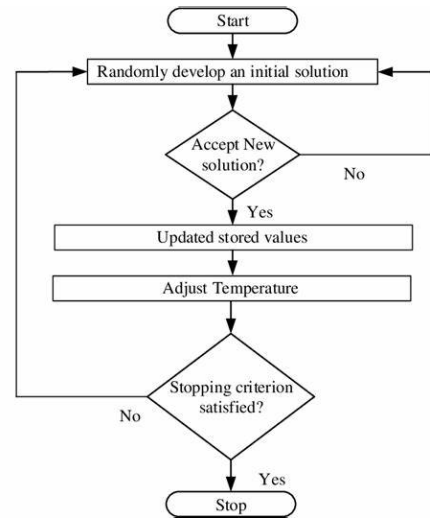 Start
Randomly develop an initial solution
Accept New
solution?
No
Yes
Updated stored values
Adjust Temperature
Stopping criterion
satisfied?
No
Yes
Stop